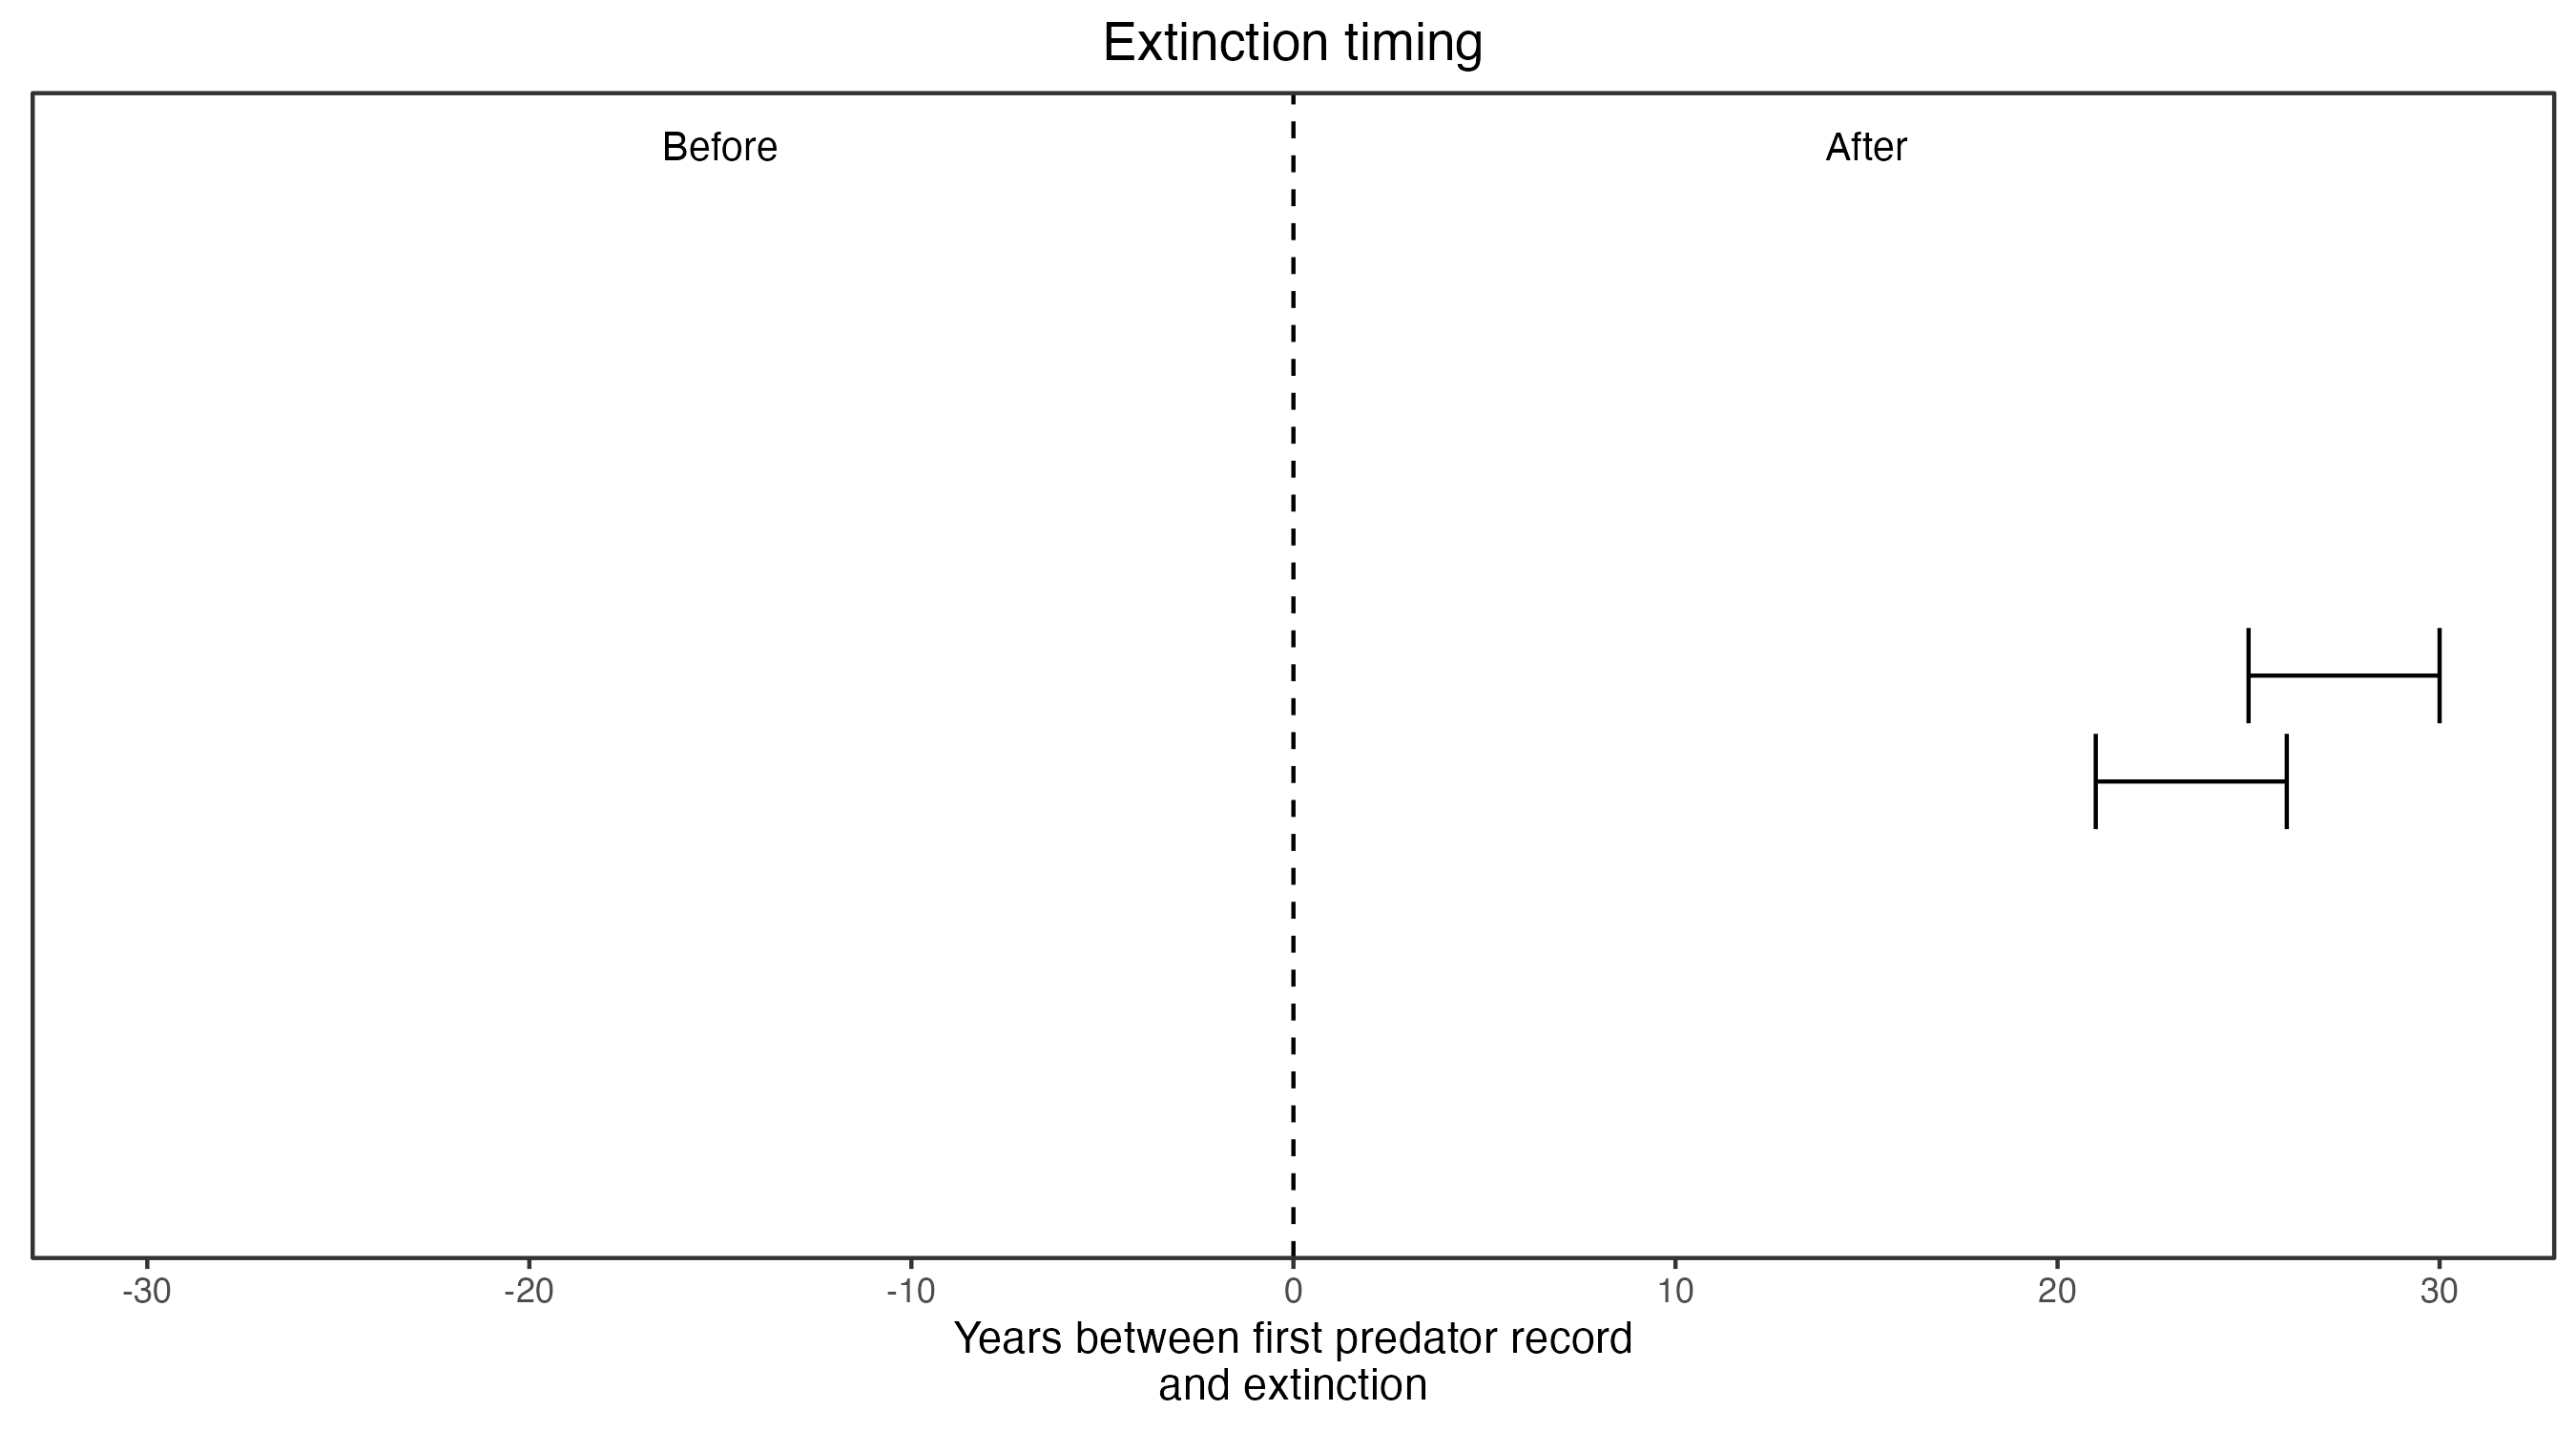 Extinction timing
Before
After
-30
-20
-10
0
10
20
30
Years between first predator record
and extinction